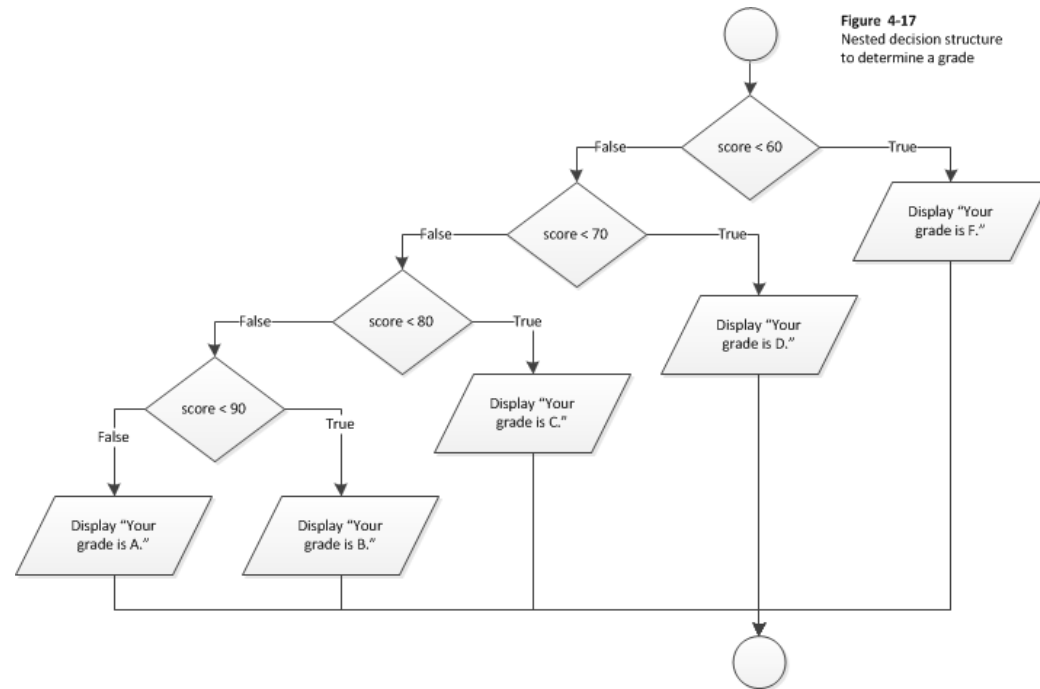 Figure 4-17
Nested decision structure
to determine a grade
score < 60
False
True
Display “Your
grade is F.”
score < 70
False
True
Display “Your
grade is D.”
score < 80
False
True
Display “Your
grade is C.”
score < 90
False
True
Display “Your
grade is A.”
Display “Your
grade is B.”